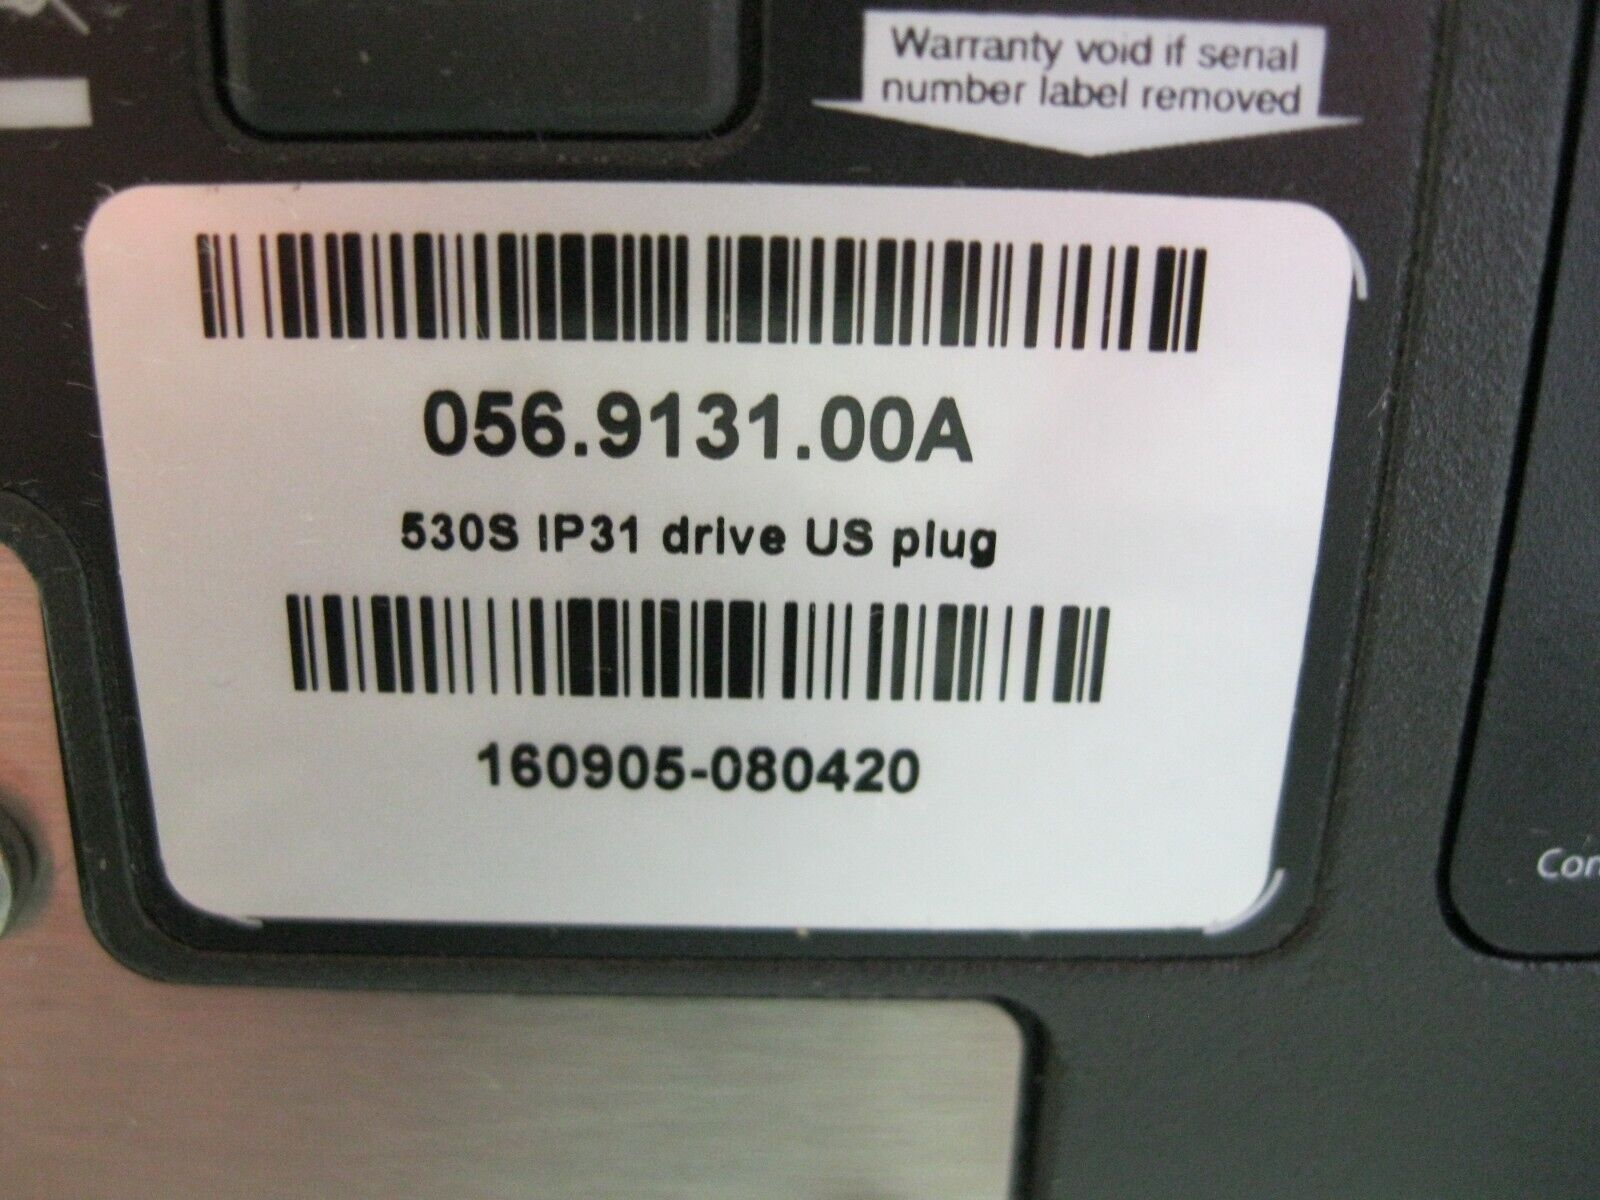 Warranty void if serial
number label removed
056.9131.00A
530S IP31 drive US plug
160905-080420